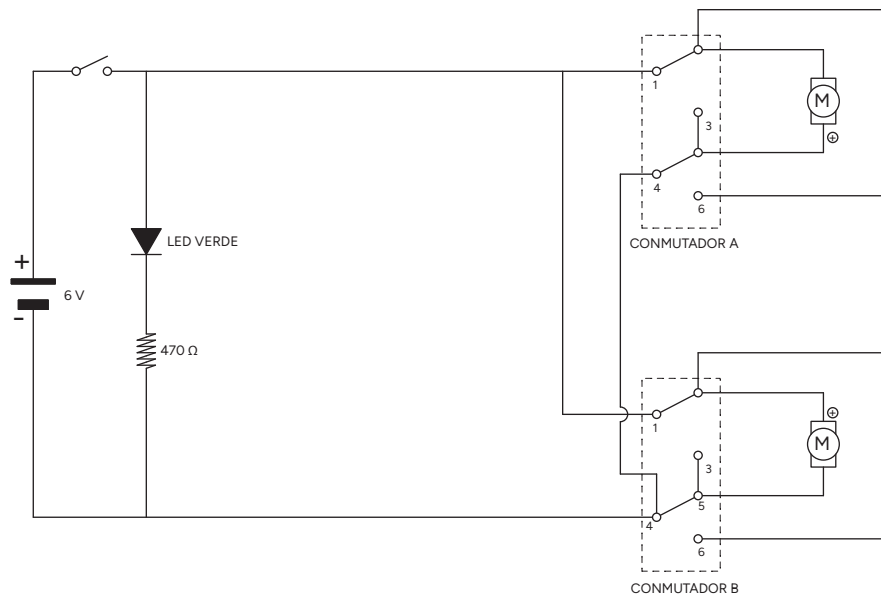 M
1
3
+
4
6
CONMUTADOR A
LED VERDE
+
6 V
-
470 Ω
+
1
M
3
5
4
6
CONMUTADOR B